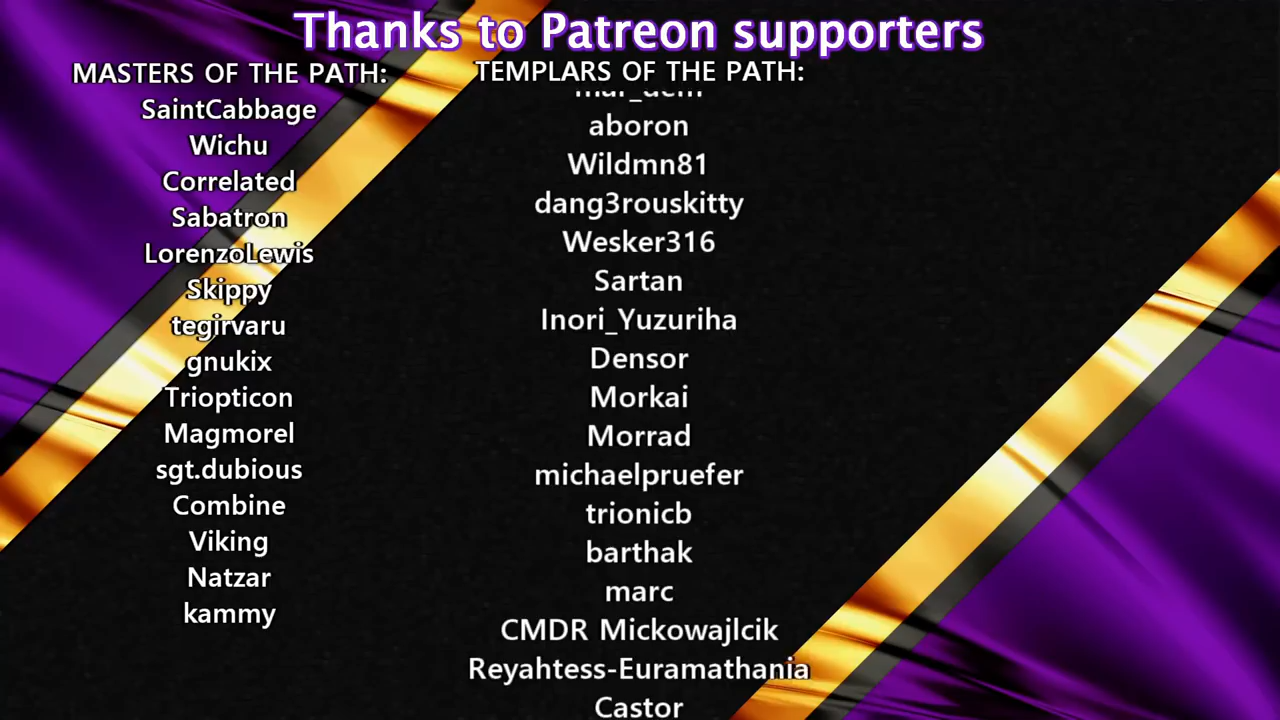 Thanks to Patreon supporters
MASTERS OF THE PATH:
SaintCabbage
Wichu
Correlated
Sabatron
LorenzoLewis
Skippy
tegirvaru
gnukix
Triopticon
Magmorel
sgt.dubious
Combine
Viking
Natzar
kammy
TEMPLARS OF THE PATH:
aboron
Wildmn81
dang3rouskitty
Wesker316
Sartan
Inori_Yuzuriha
Densor
Morkai
Morrad
michaelpruefer
trionicb
barthak
marc
CMDR Mickowajlcik
Reyahtess-Euramathania
Castor